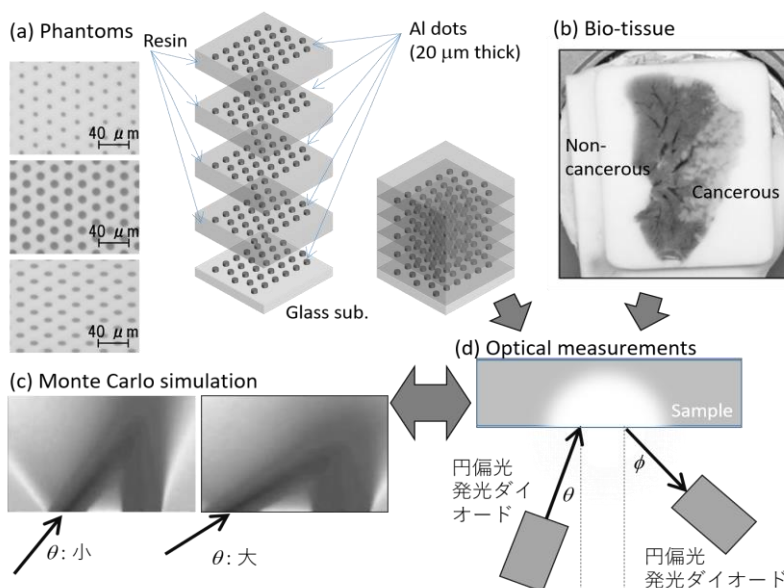 (a) Phantoms
Resin
Al dots
(20 μm thick)
40 μm
40 μm
40 μm
Glass sub.
(b) Bio-tissue
Non-
cancerous
Cancerous
(c) Monte Carlo simulation
θ: 小
θ: 大
(d) Optical measurements
Sample
円偏光
発光ダイ
オード
θ
ϕ
円偏光
発光ダイオード